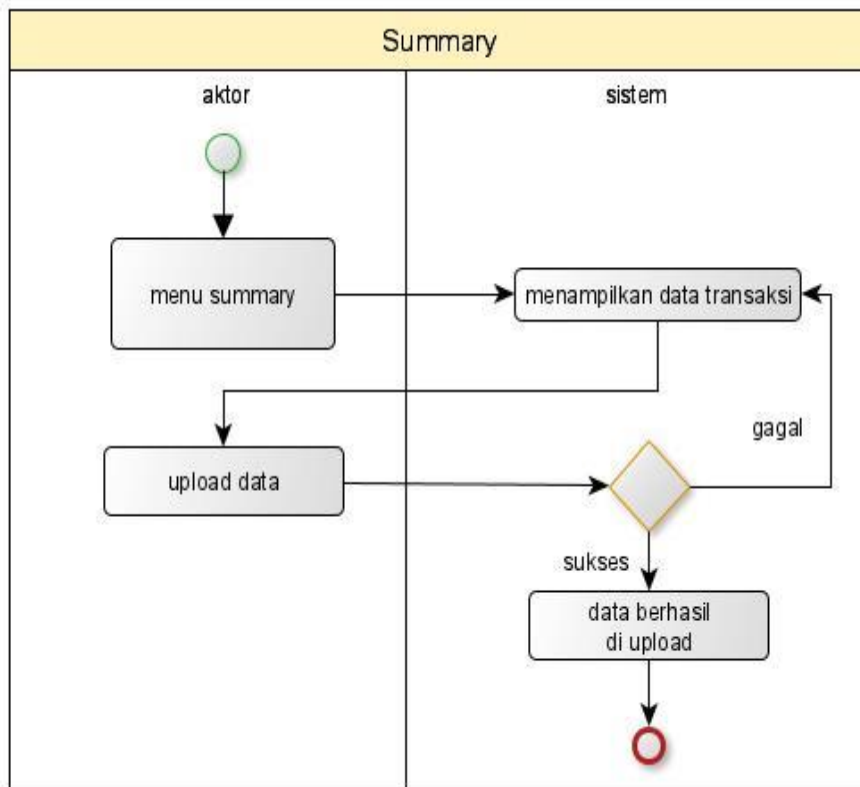 Summary
aktor
sistem
menu summary
menampilkan data transaksi
gagal
upload data
sukses
data berhasil
di upload